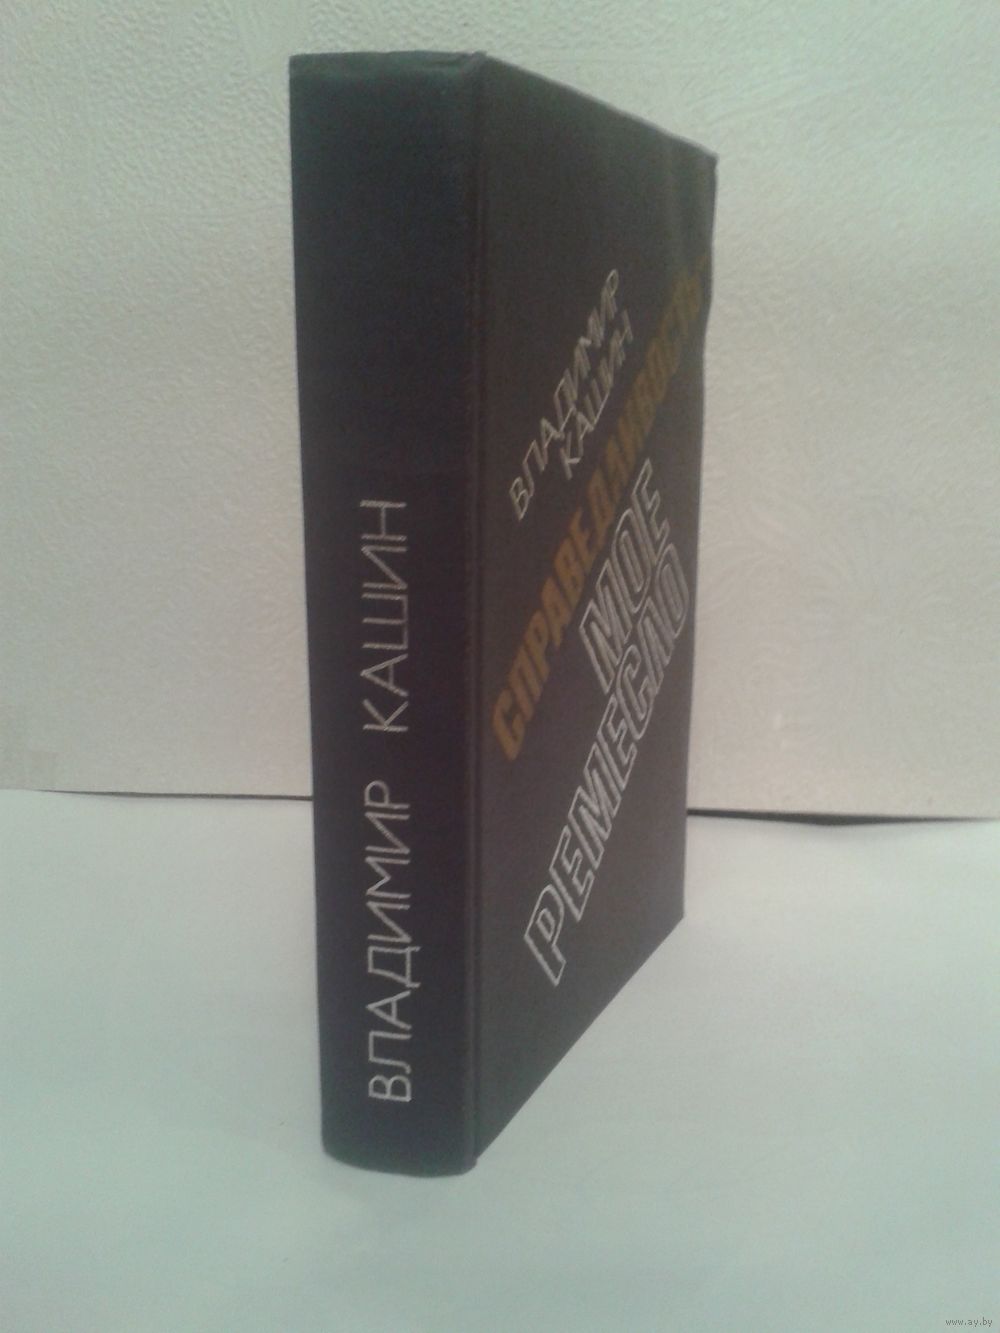 ВЛАДИМИР КАШИН
ВЛАДИМИР
КАШИН
СПРАВЕДЛИВОСТЬ
МОЕ
РЕМЕСЛО
www.ay.by